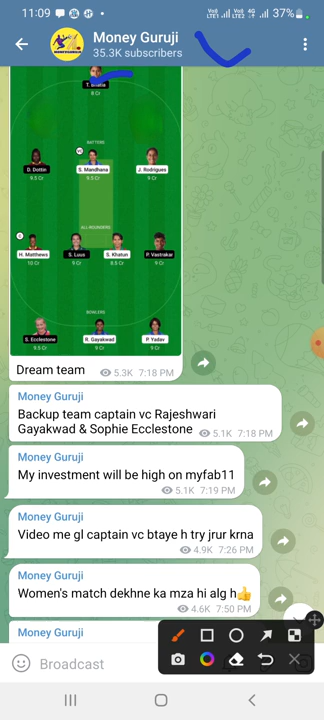 11:09
Vo) LTE1
Vo) LTE2
4G
37%
Money Guruji
35.3K subscribers
T. Bhatia
8 Cr
BATTERS
D. Dottin
9.5 Cr
VC
S. Mandhana
9.5 Cr
J. Rodrigues
9 Cr
ALL-ROUNDERS
C
H. Matthews
10 Cr
S. Luus
9 Cr
S. Khatun
8.5 Cr
P. Vastrakar
9 Cr
BOWLERS
S. Ecclestone
9.5 Cr
R. Gayakwad
9 Cr
P. Yadav
9 Cr
Dream team
5.3K 7:18 PM
Money Guruji
Backup team captain vc Rajeshwari
Gayakwad & Sophie Ecclestone
5.1K 7:18 PM
Money Guruji
My investment will be high on myfab11
5.1K 7:19 PM
Money Guruji
Video me gl captain vc btaye h try jrur krna
4.9K 7:26 PM
Money Guruji
Women's match dekhne ka mza hi alg h👍
4.6K 7:50 PM
Money Guruji
Broadcast